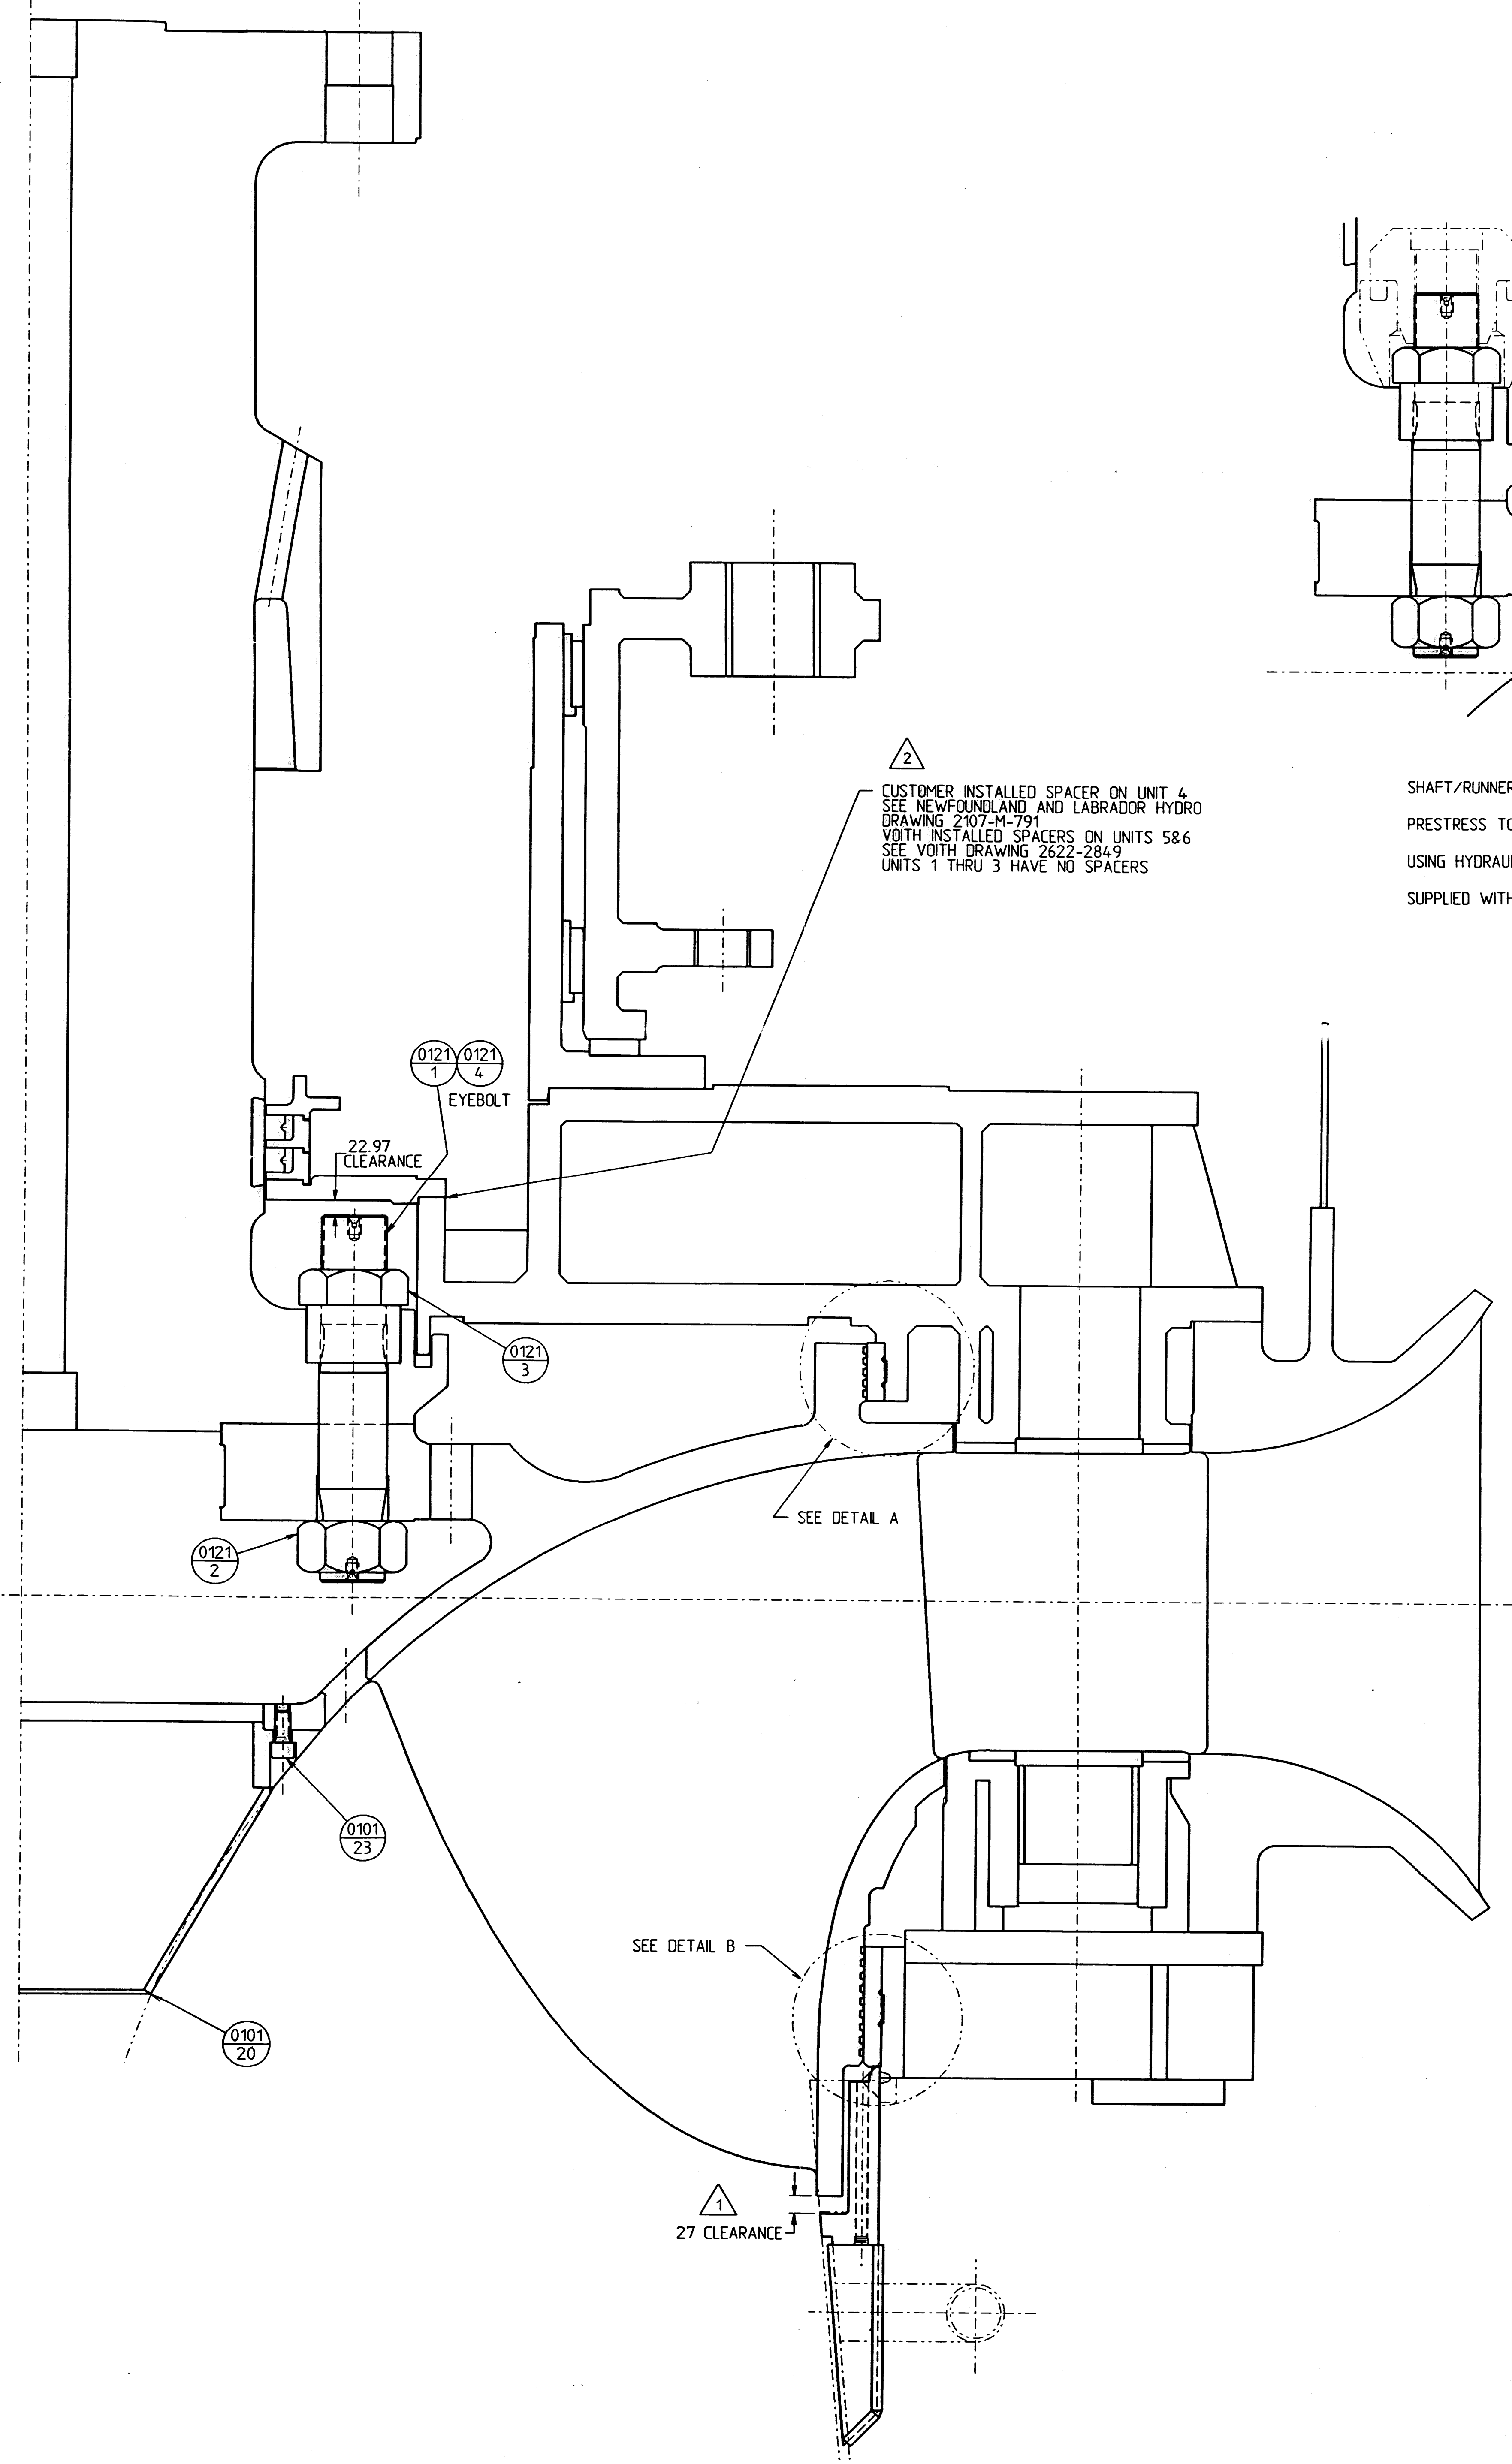 2
CUSTOMER INSTALLED SPACER ON UNIT 4
SEE NEWFOUNDLAND AND LABRADOR HYDRO
DRAWING 2107-M-791
VOITH INSTALLED SPACERS ON UNITS 5&6
SEE VOITH DRAWING 2622-2849
UNITS 1 THRU 3 HAVE NO SPACERS
SHAFT/RUNNER
PRESTRESS TO
USING HYDRAU
SUPPLIED WITH
0121
1
0121
4
EYEBOLT
22.97
CLEARANCE
0121
3
SEE DETAIL A
0121
2
0101
23
SEE DETAIL B
0101
20
1
27 CLEARANCE